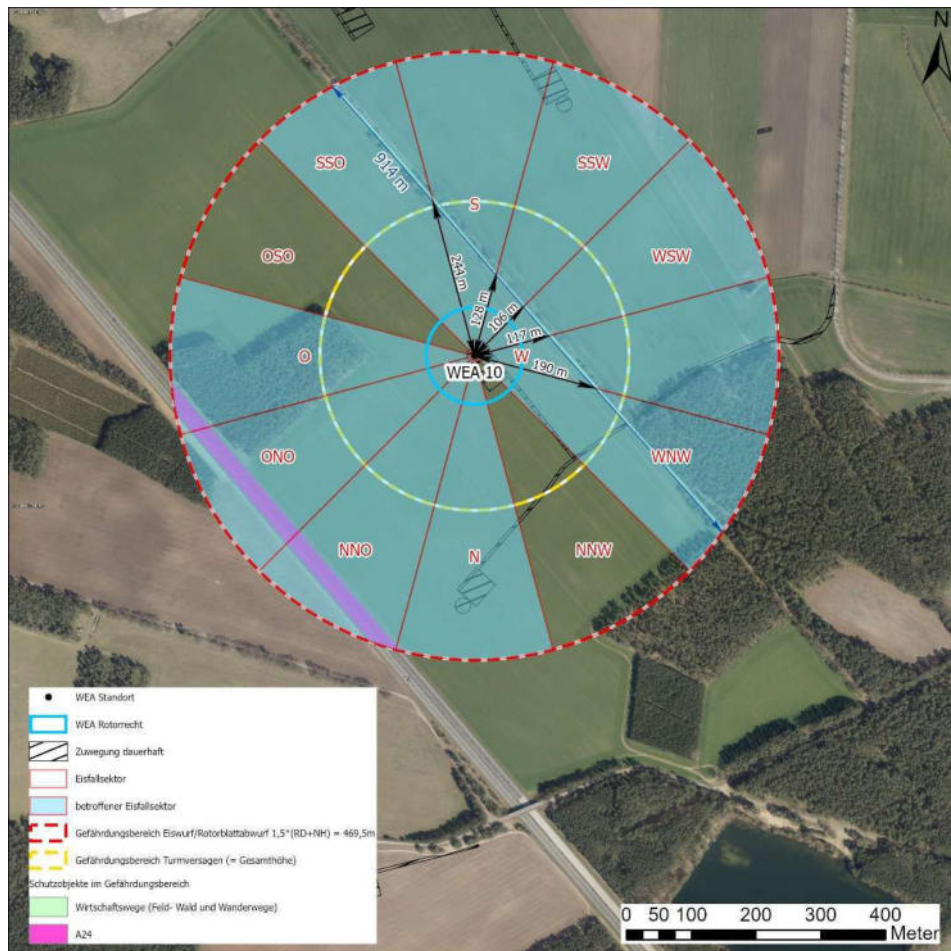 N
SSO
914 m
SSW
S
OSO
WSW
244 m
128 m
106 m
117 m
O
W
WEA 10
190 m
ONO
WNW
NNO
N
NNW
WEA Standort
WEA Rotorrecht
Zuwegung dauerhaft
Eisfallsektor
betroffener Eisfallsektor
Gefährdungsbereich Eiswurf/Rotorblattabwurf 1,5*(RD+NH) = 469,5m
Gefährdungsbereich Turmversagen (= Gesamthöhe)
Schutzobjekte im Gefährdungsbereich
Wirtschaftswege (Feld- Wald und Wanderwege)
A24
0 50 100 200 300 400
Meter